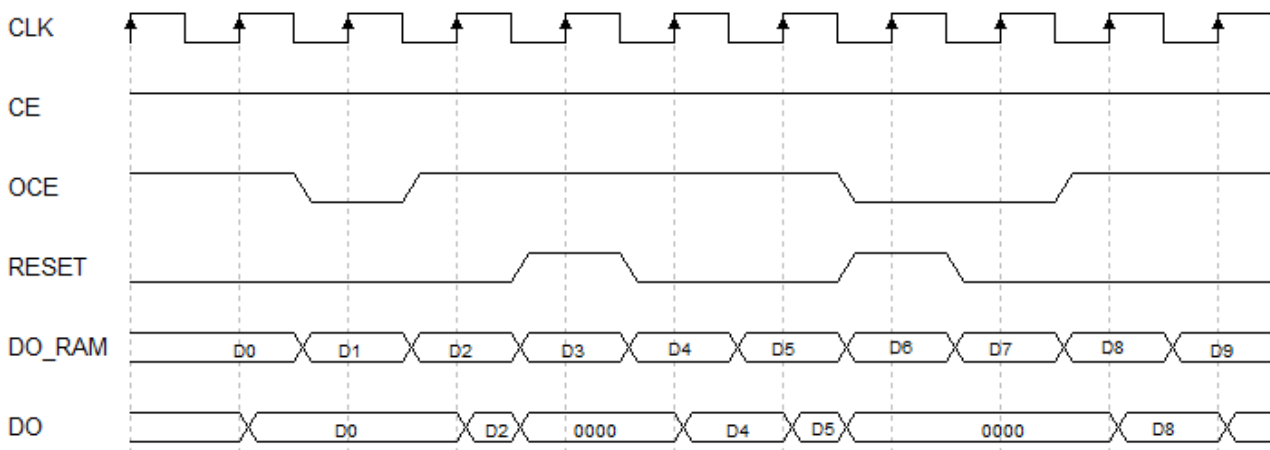 CLK
CE
OCE
RESET
DO_RAM D0 D1 D2 D3 D4 D5 D6 D7 D8 D9
DO D0 D2 0000 D4 D5 0000 D8